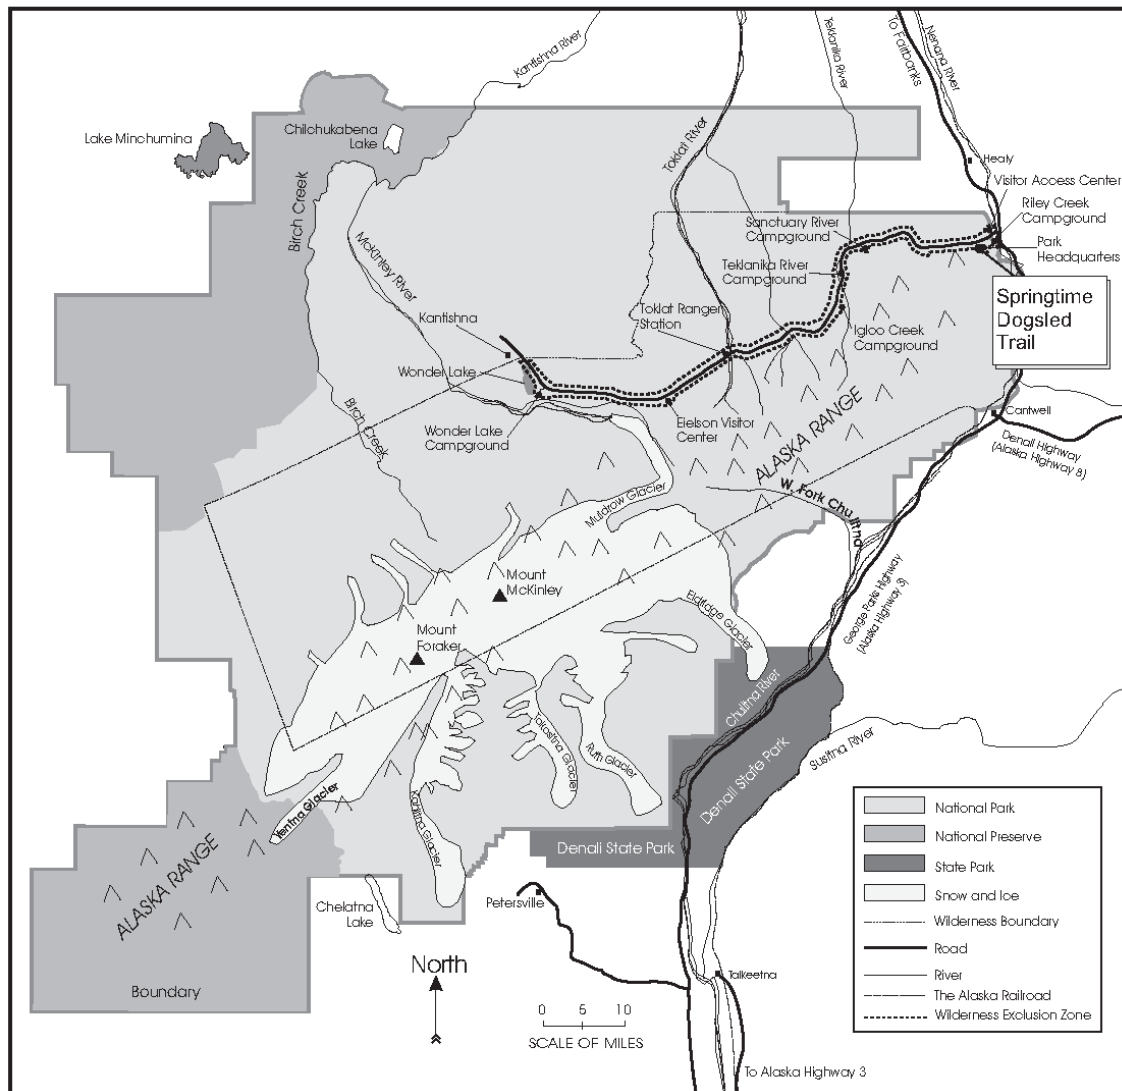 Kantishna River
Teklanika River
To Fairbanks
Nenana River
Lake Minchumina
Chilchukabena
Lake
Toklat River
Healy
Visitor Access Center
Riley Creek
Campground
Park
Headquarters
Birch Creek
McKinley River
Sanctuary River
Campground
Teklanika River
Campground
Springtime
Dogsled
Trail
Kantishna
Toklat Ranger
Station
Igloo Creek
Campground
Wonder Lake
Birch Creek
Wonder Lake
Campground
Eielson Visitor
Center
ALASKA RANGE
Cantwell
Denali Highway
(Alaska Highway 8)
Muldrow Glacier
W. Fork Chulitna
Mount
McKinley
Eldridge Glacier
George Parks Highway
(Alaska Highway 3)
Mount
Foraker
Chulitna River
Tokositna Glacier
Ruth Glacier
Susitna River
Denali State Park
Yentna Glacier
Kahiltna Glacier
Denali State Park
ALASKA RANGE
Chelatna
Lake
Petersville
North
Boundary
0 5 10
SCALE OF MILES
Talkeetna
To Alaska Highway 3
National Park
National Preserve
State Park
Snow and Ice
Wilderness Boundary
Road
River
The Alaska Railroad
Wilderness Exclusion Zone